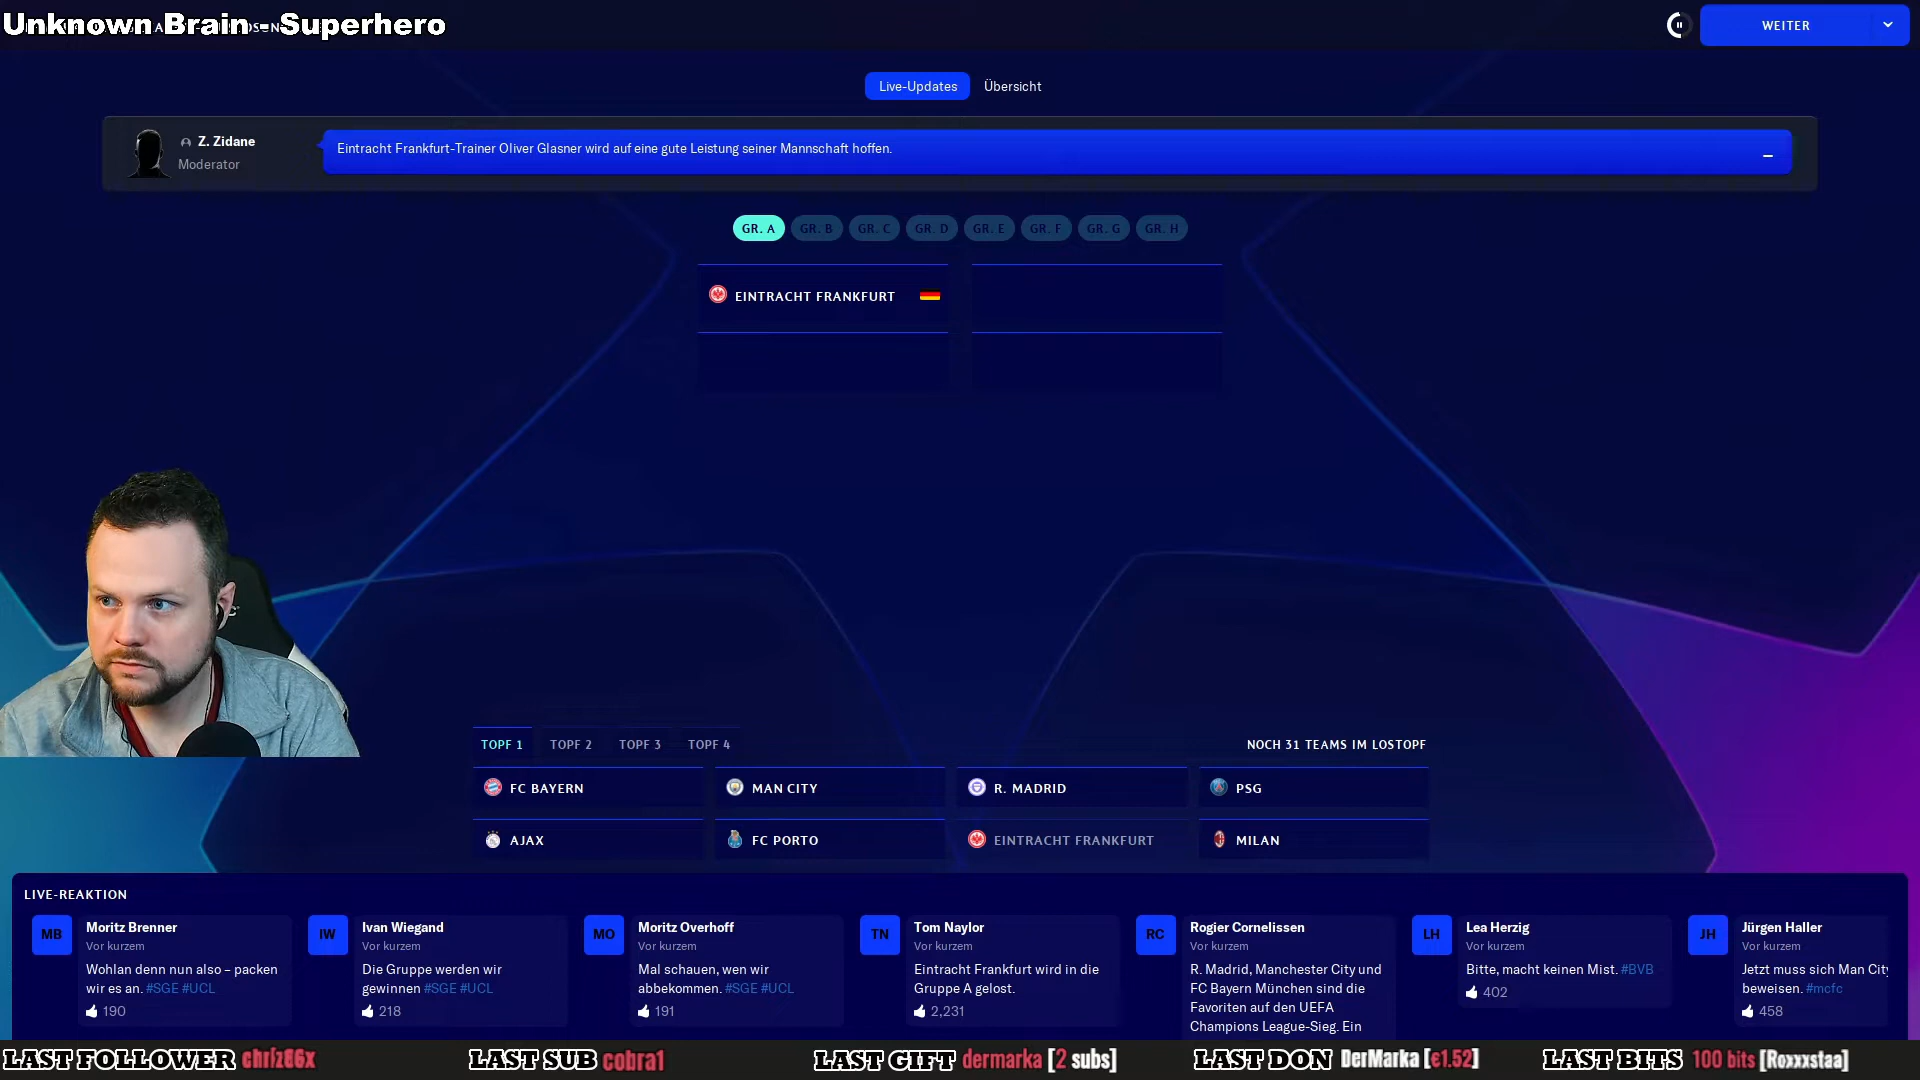 Unknown Brain - Superhero
WEITER
Live-Updates
Übersicht
Z. Zidane
Moderator
Eintracht Frankfurt-Trainer Oliver Glasner wird auf eine gute Leistung seiner Mannschaft hoffen.
GR. A GR. B GR. C GR. D GR. E GR. F GR. G GR. H
EINTRACHT FRANKFURT
TOPF 1 TOPF 2 TOPF 3 TOPF 4
NOCH 31 TEAMS IM LOSTOPF
FC BAYERN
MAN CITY
R. MADRID
PSG
AJAX
FC PORTO
EINTRACHT FRANKFURT
MILAN
LIVE-REAKTION
MB
Moritz Brenner
Vor kurzem
Wohlan denn nun also – packen
wir es an. #SGE #UCL
190
IW
Ivan Wiegand
Vor kurzem
Die Gruppe werden wir
gewinnen #SGE #UCL
218
MO
Moritz Overhoff
Vor kurzem
Mal schauen, wen wir
abbekommen. #SGE #UCL
191
TN
Tom Naylor
Vor kurzem
Eintracht Frankfurt wird in die
Gruppe A gelost.
2,231
RC
Rogier Cornelissen
Vor kurzem
R. Madrid, Manchester City und
FC Bayern München sind die
Favoriten auf den UEFA
Champions League-Sieg. Ein
LH
Lea Herzig
Vor kurzem
Bitte, macht keinen Mist. #BVB
402
JH
Jürgen Haller
Vor kurzem
Jetzt muss sich Man City
beweisen. #mcfc
458
LAST FOLLOWER chriz86x
LAST SUB cobra1
LAST GIFT dermarka [2 subs]
LAST DON DerMarka [€1.52]
LAST BITS 100 bits [Roxxxstaa]